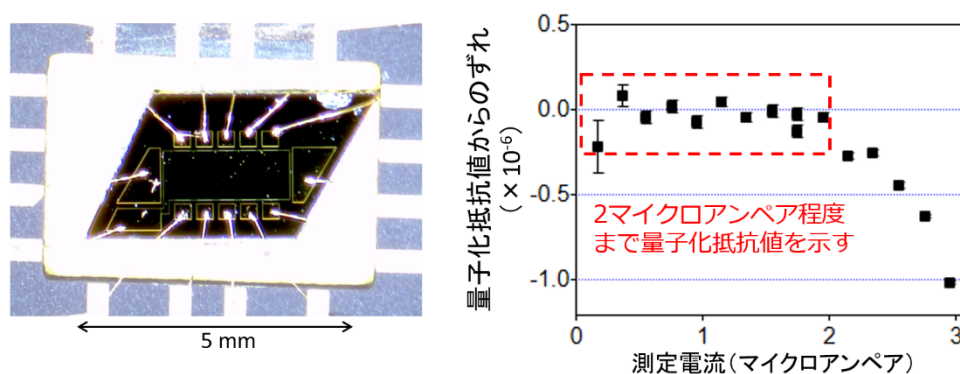 5 mm
量子化抵抗値からのずれ
(×10⁻⁶)
0.5
0.0
-0.5
-1.0
2マイクロアンペア程度
まで量子化抵抗値を示す
0
1
2
3
測定電流(マイクロアンペア)